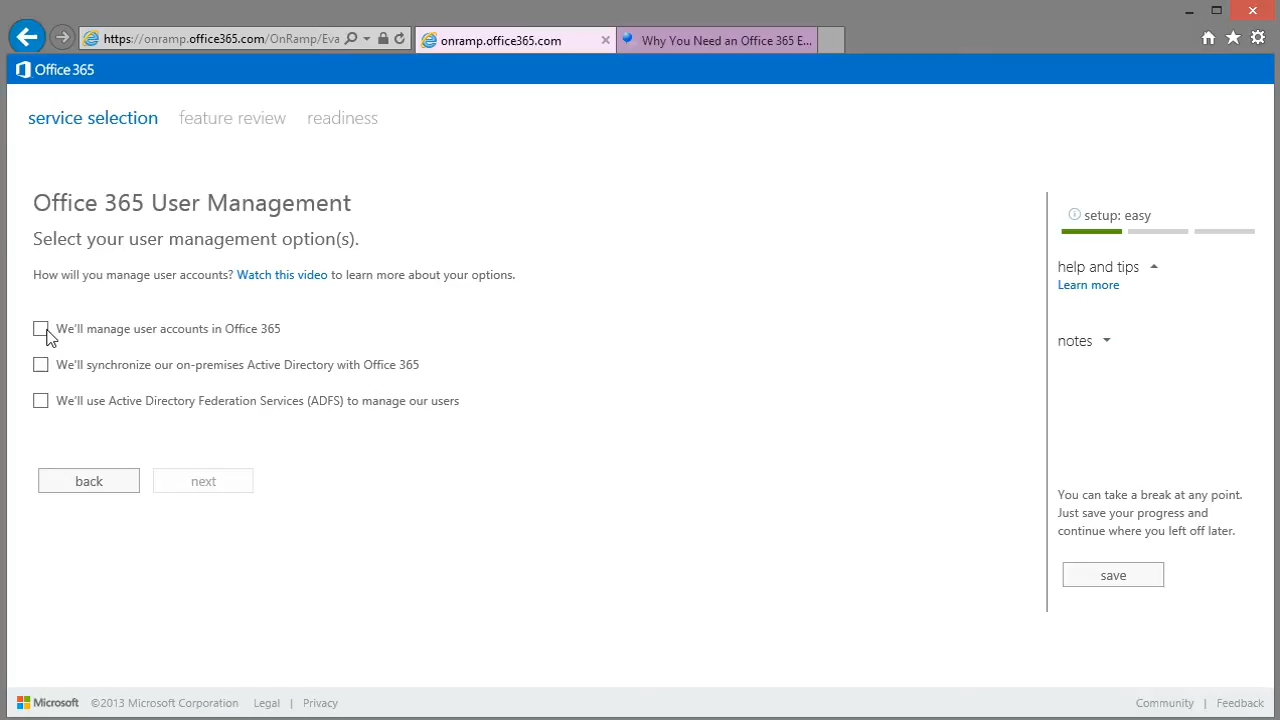 https://onramp.office365.com/OnRamp/Eva
onramp.office365.com
Why You Need an Office 365 E...
Office 365
service selection
feature review
readiness
Office 365 User Management
Select your user management option(s).
How will you manage user accounts? Watch this video to learn more about your options.
We'll manage user accounts in Office 365
We'll synchronize our on-premises Active Directory with Office 365
We'll use Active Directory Federation Services (ADFS) to manage our users
back
next
setup: easy
help and tips
Learn more
notes
You can take a break at any point.
Just save your progress and
continue where you left off later.
save
Microsoft ©2013 Microsoft Corporation Legal | Privacy
Community | Feedback